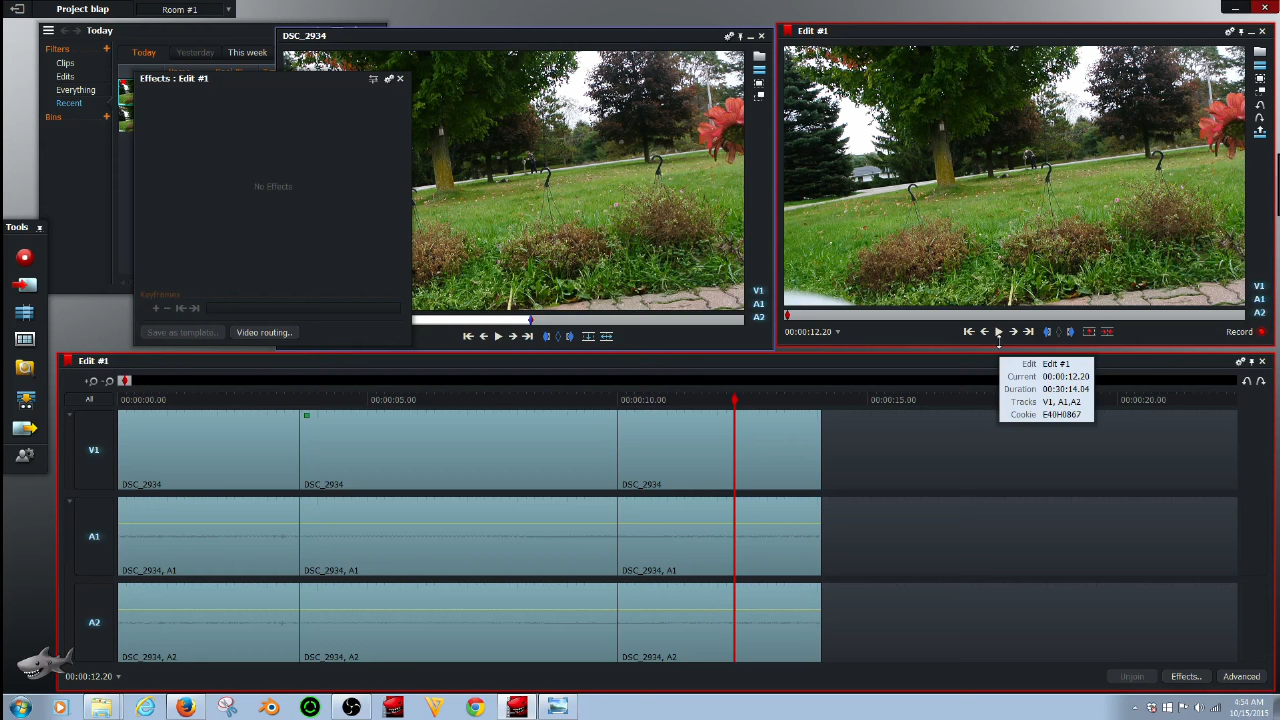 Project blap
Room #1
Today
Filters
Clips
Edits
Everything
Recent
Bins
Today Yesterday This week
Effects : Edit #1
No Effects
Keyframes
Save as template..
Video routing..
DSC_2934
V1
A1
A2
Edit #1
V1
A1
A2
00:00:12.20
Record
Tools
Edit #1
Edit Edit #1
Current 00:00:12.20
Duration 00:30:14.04
Tracks V1, A1,A2
Cookie E40H0867
All
00:00:00.00 00:00:05.00 00:00:10.00 00:00:15.00 00:00:20.00
V1
DSC_2934 DSC_2934 DSC_2934
A1
DSC_2934, A1 DSC_2934, A1 DSC_2934, A1
A2
DSC_2934, A2 DSC_2934, A2 DSC_2934, A2
00:00:12.20
Unjoin Effects.. Advanced
4:54 AM
10/15/2015